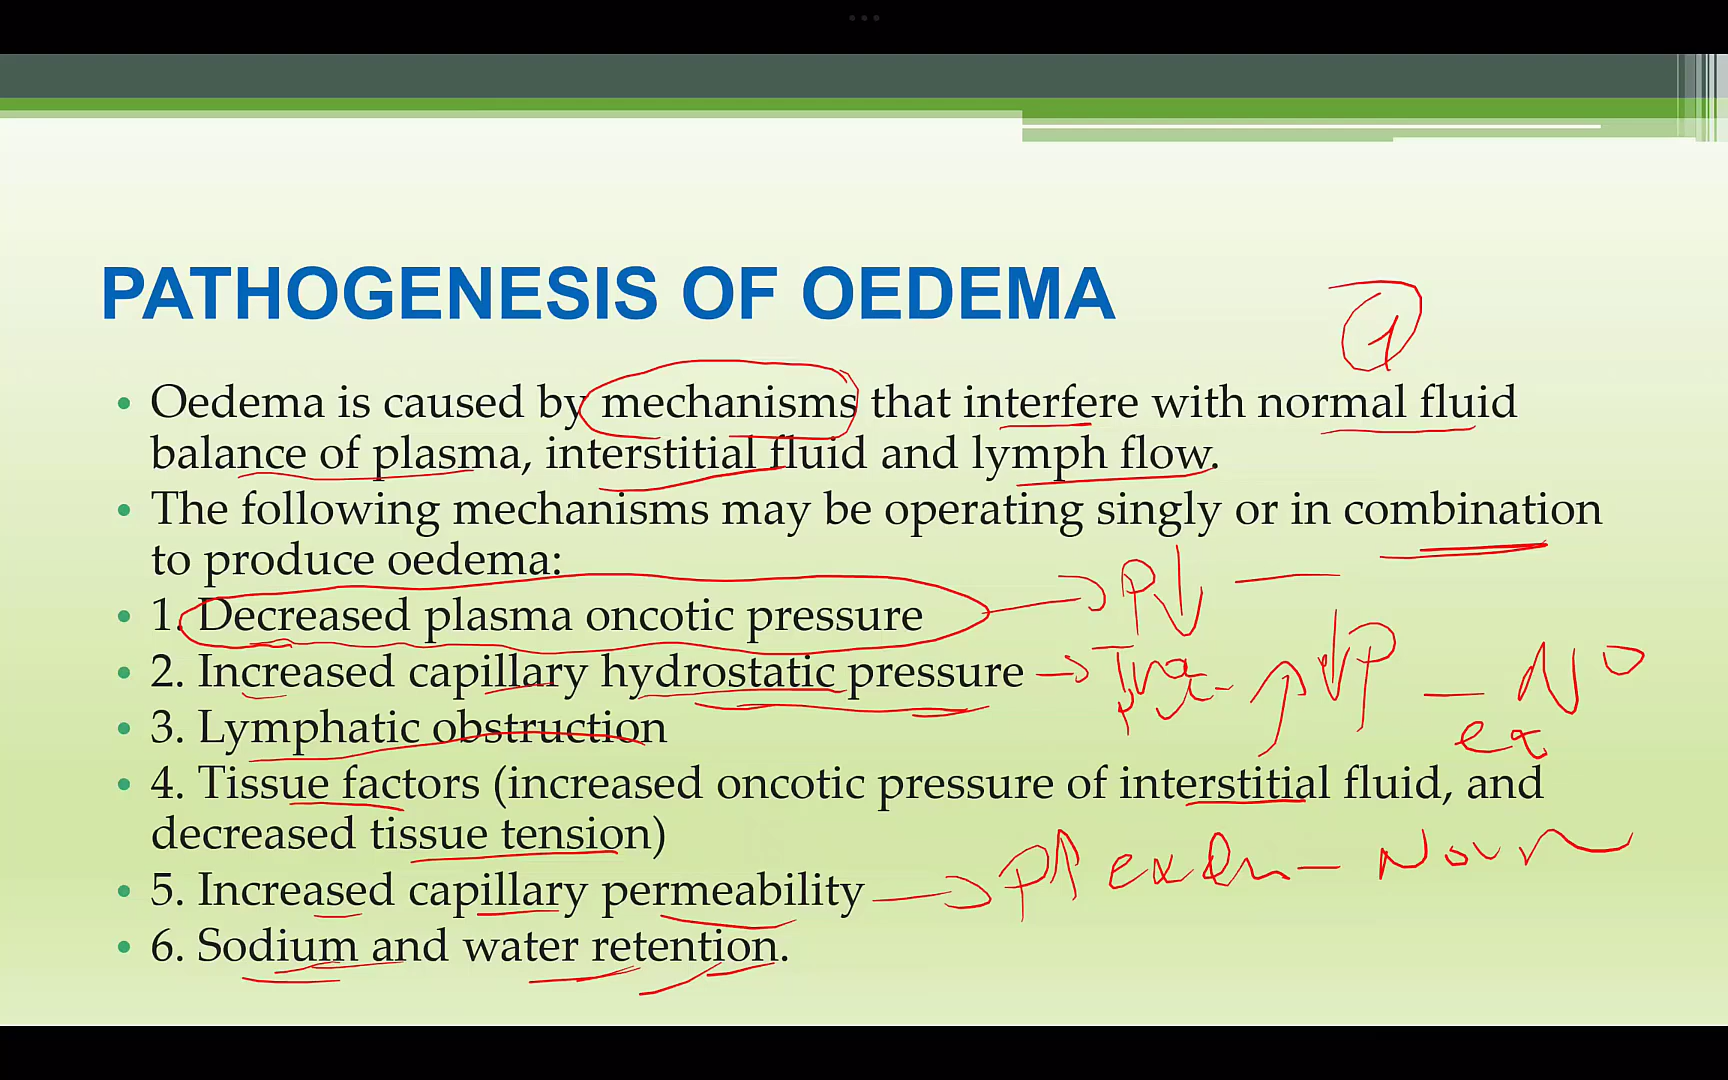 PATHOGENESIS OF OEDEMA
1
• Oedema is caused by mechanisms that interfere with normal fluid
balance of plasma, interstitial fluid and lymph flow.
• The following mechanisms may be operating singly or in combination
to produce oedema:
• 1. Decreased plasma oncotic pressure
P↓
• 2. Increased capillary hydrostatic pressure
• 3. Lymphatic obstruction
• 4. Tissue factors (increased oncotic pressure of interstitial fluid, and
decreased tissue tension)
• 5. Increased capillary permeability
P↑
• 6. Sodium and water retention.